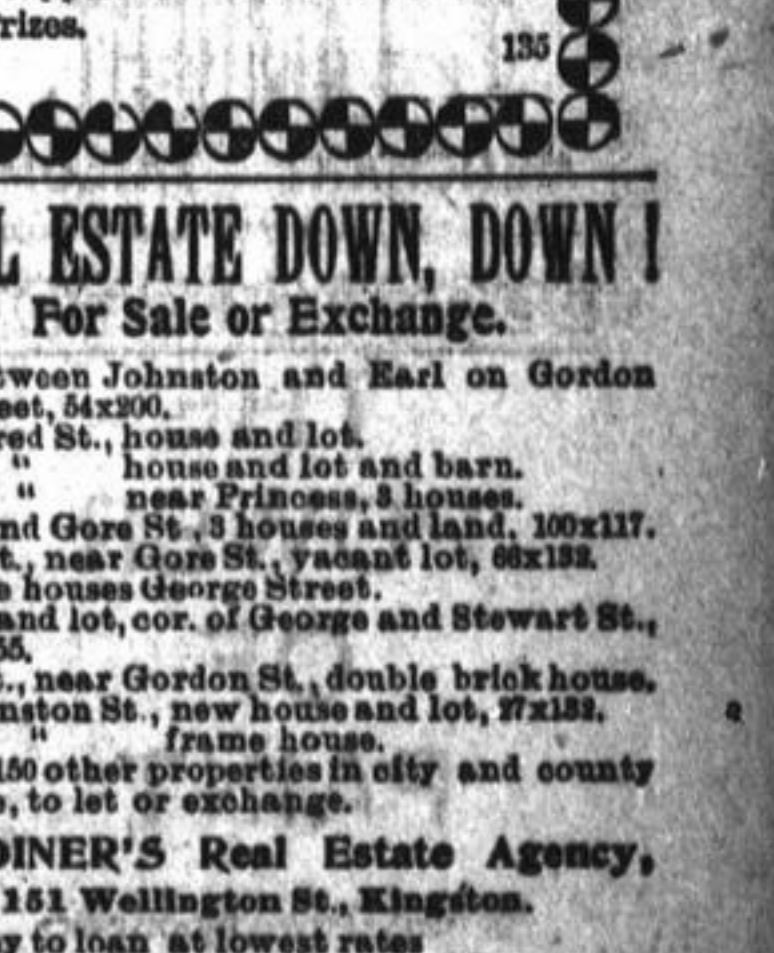 rizes.
135
L ESTATE DOWN, DOWN !
For Sale or Exchange.
tween Johnston and Earl on Gordon
eet, 54x200.
red St., house and lot.
" house and lot and barn.
" near Princess, 3 houses.
nd Gore St., 3 houses and land, 100x117.
t., near Gore St., vacant lot, 66x132.
e houses George Street.
and lot, cor. of George and Stewart St.,
55.
t., near Gordon St., double brick house.
nston St., new house and lot, 27x132.
" frame house.
150 other properties in city and county
e, to let or exchange.
DINER'S Real Estate Agency,
151 Wellington St., Kingston.
y to loan at lowest rates